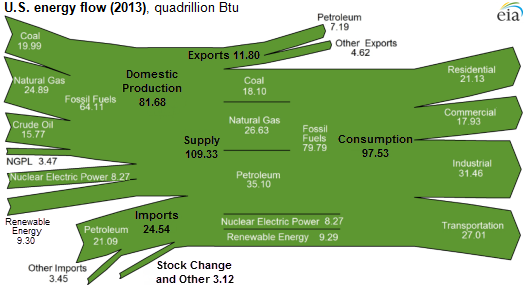 U.S. energy flow (2013), quadrillion Btu
eia
Coal
19.99
Natural Gas
24.89
Fossil Fuels
64.11
Crude Oil
15.77
NGPL 3.47
Nuclear Electric Power 8.27
Renewable
Energy
9.30
Domestic
Production
81.68
Imports
24.54
Petroleum
21.09
Other Imports
3.45
Stock Change
and Other 3.12
Supply
109.33
Exports 11.80
Petroleum
7.19
Other Exports
4.62
Coal
18.10
Natural Gas
26.63
Fossil
Fuels
79.79
Petroleum
35.10
Nuclear Electric Power 8.27
Renewable Energy 9.29
Consumption
97.53
Residential
21.13
Commercial
17.93
Industrial
31.46
Transportation
27.01